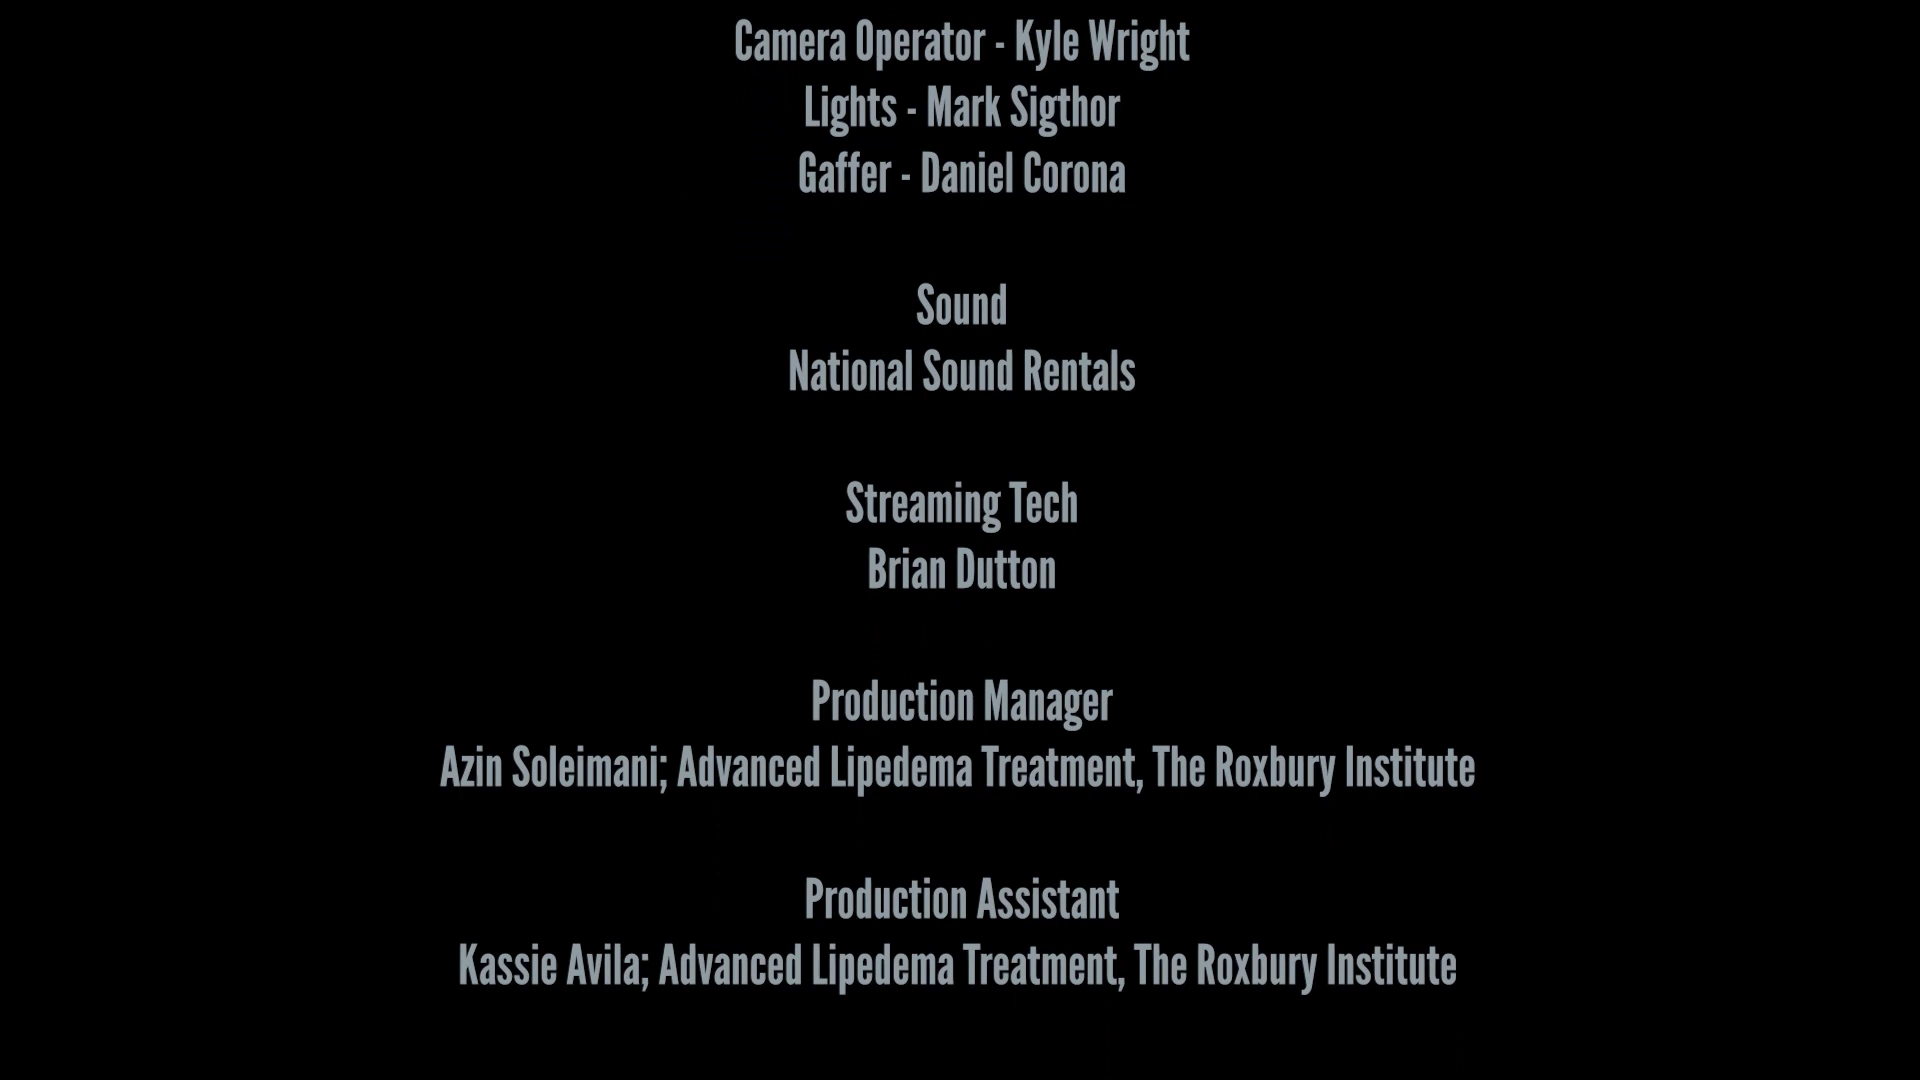 Camera Operator - Kyle Wright
Lights - Mark Sigthor
Gaffer - Daniel Corona
Sound
National Sound Rentals
Streaming Tech
Brian Dutton
Production Manager
Azin Soleimani; Advanced Lipedema Treatment, The Roxbury Institute
Production Assistant
Kassie Avila; Advanced Lipedema Treatment, The Roxbury Institute